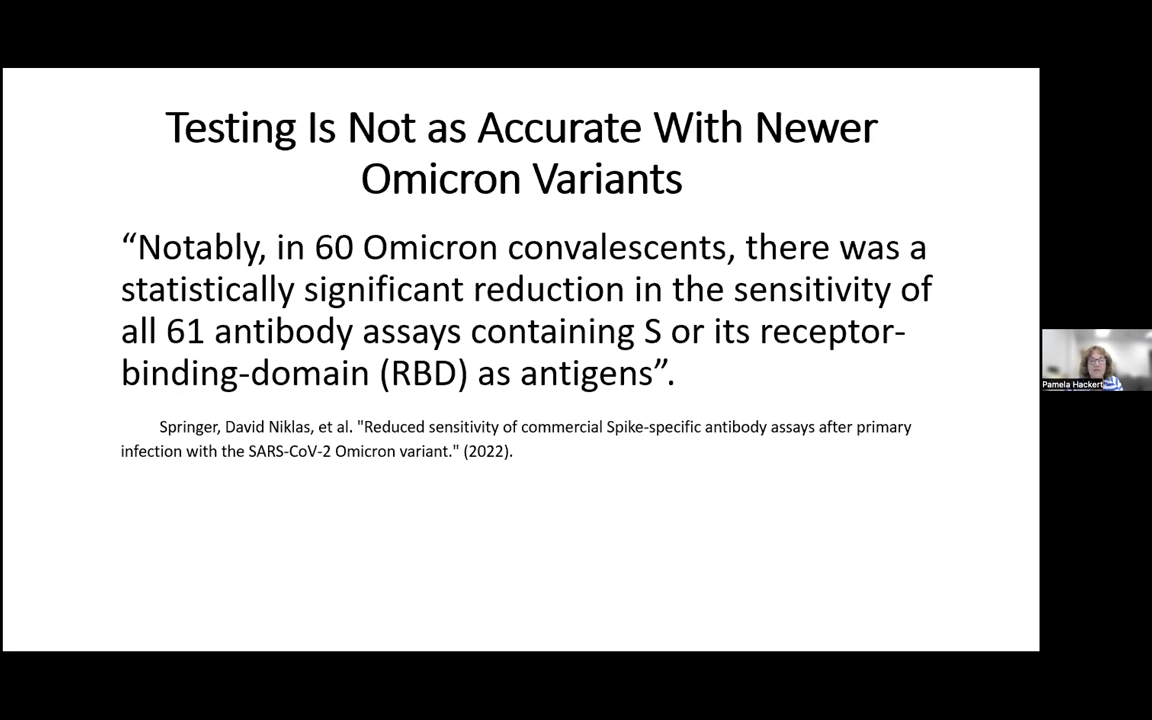 Testing Is Not as Accurate With Newer
Omicron Variants
“Notably, in 60 Omicron convalescents, there was a
statistically significant reduction in the sensitivity of
all 61 antibody assays containing S or its receptor-
binding-domain (RBD) as antigens”.
Springer, David Niklas, et al. "Reduced sensitivity of commercial Spike-specific antibody assays after primary
infection with the SARS-CoV-2 Omicron variant." (2022).
Pamela Hackert